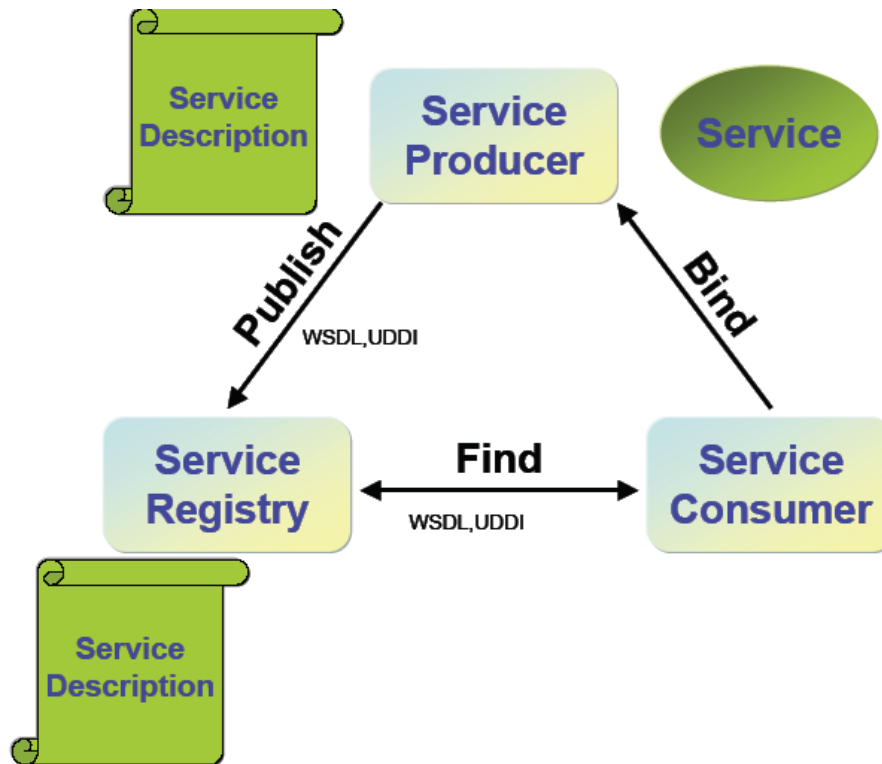 Service
Description
Service
Producer
Service
Publish
WSDL,UDDI
Bind
Service
Registry
Find
WSDL,UDDI
Service
Consumer
Service
Description